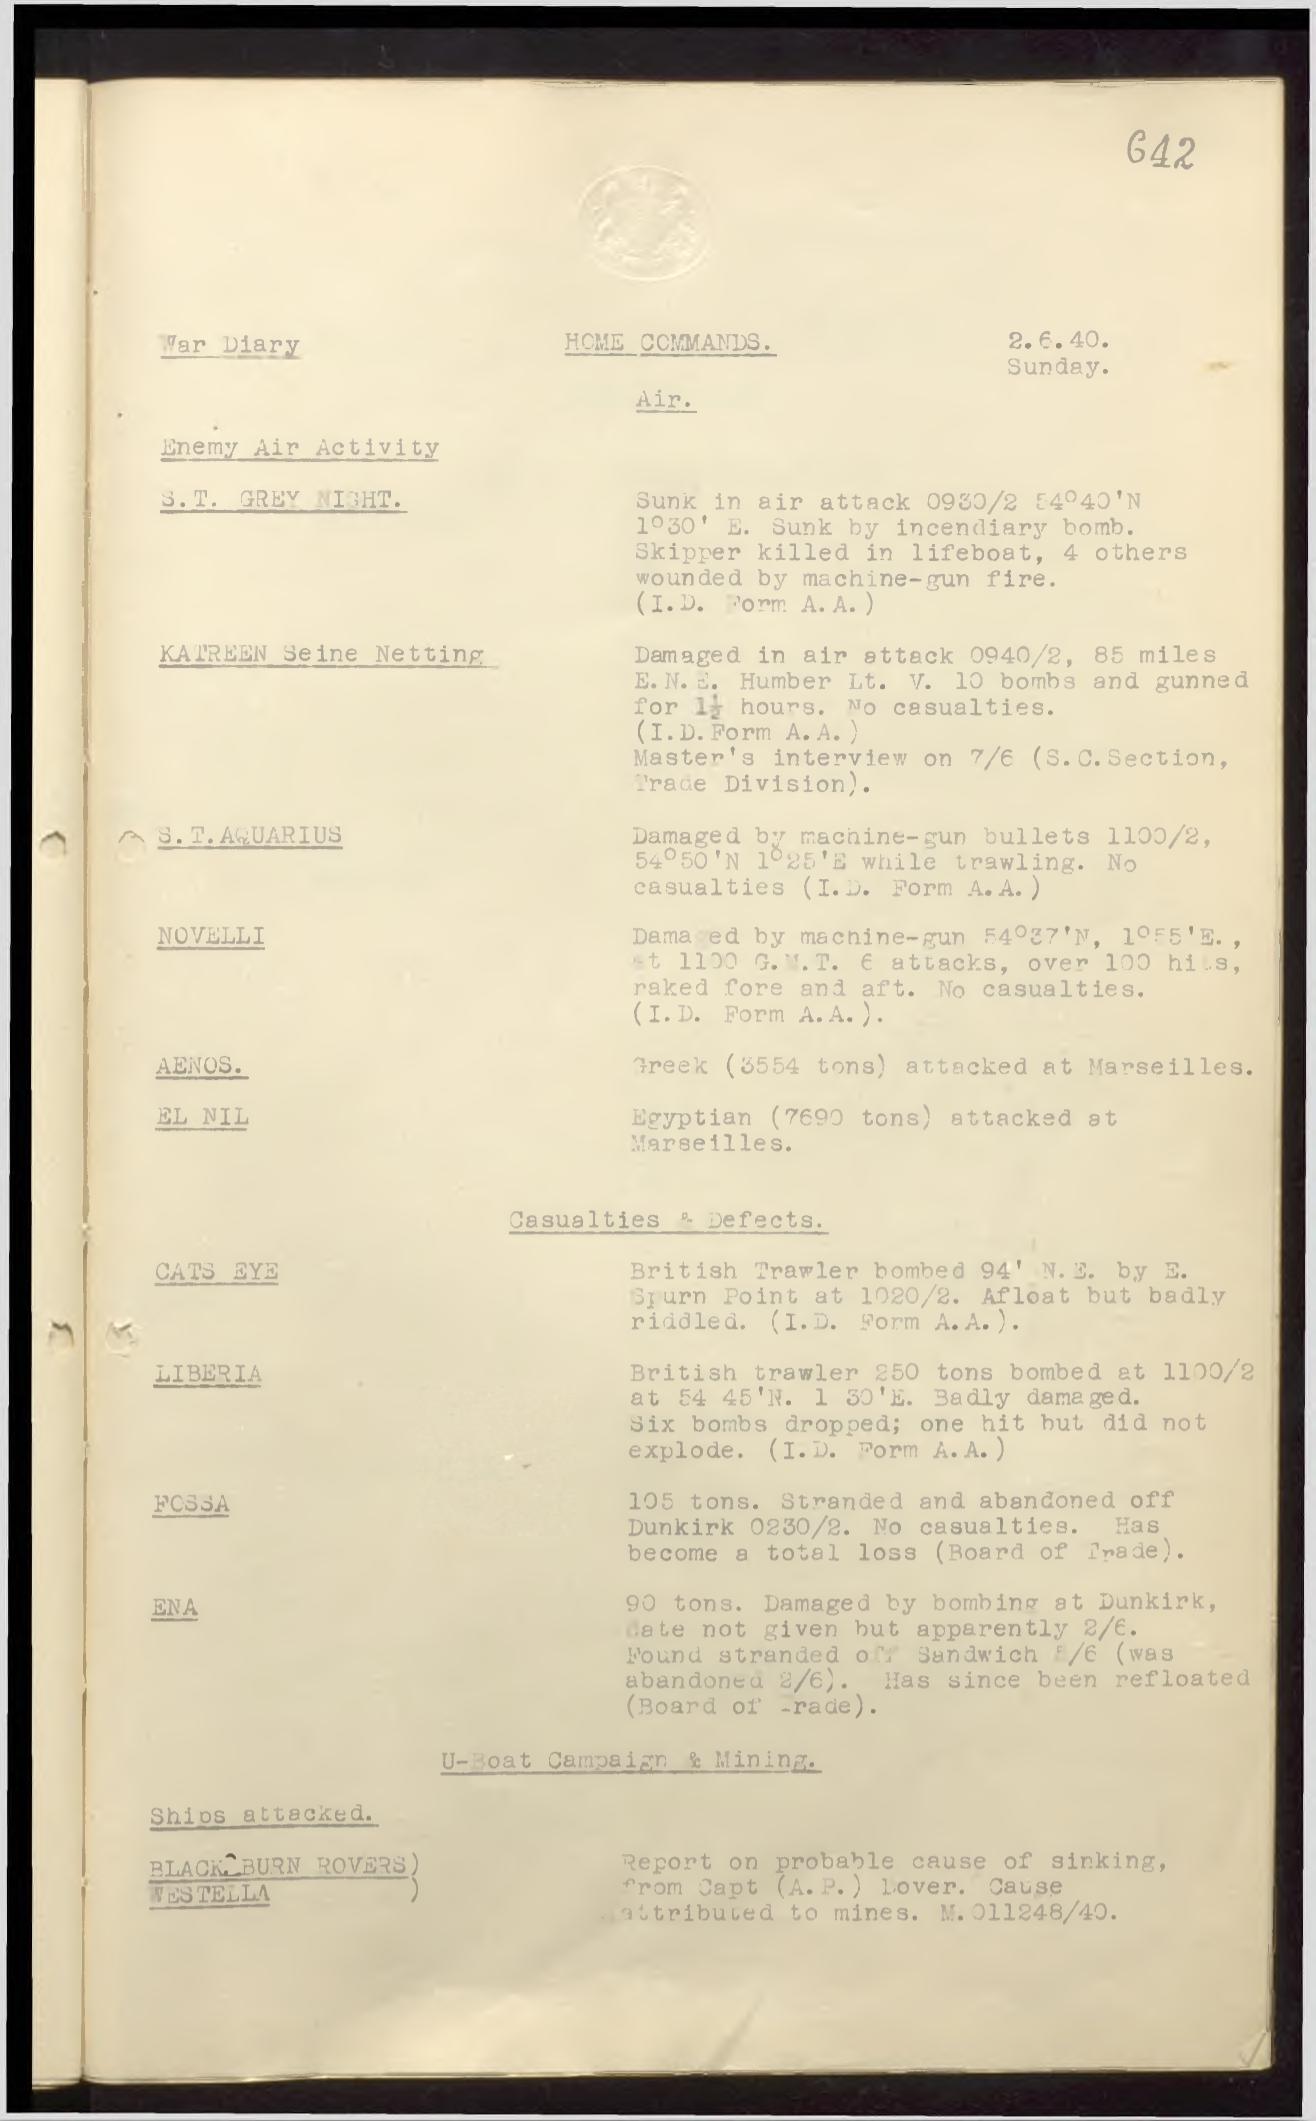 642
War Diary HOME COMMANDS. 2.6.40.
Sunday.
Air.
Enemy Air Activity
S.T. GREY NIGHT. Sunk in air attack 0930/2 54°40'N
1°30' E. Sunk by incendiary bomb.
Skipper killed in lifeboat, 4 others
wounded by machine-gun fire.
(I.D. Form A.A.)
KATREEN Seine Netting Damaged in air attack 0940/2, 85 miles
E.N.E. Humber Lt. V. 10 bombs and gunned
for 1½ hours. No casualties.
(I.D.Form A.A.)
Master's interview on 7/6 (S.C.Section,
Trade Division).
S.T.AQUARIUS Damaged by machine-gun bullets 1100/2,
54°50'N 1°25'E while trawling. No
casualties (I.D. Form A.A.)
NOVELLI Damaged by machine-gun 54°37'N, 1°55'E.,
at 1100 G.M.T. 6 attacks, over 100 hits,
raked fore and aft. No casualties.
(I.D. Form A.A.).
AENOS. Greek (3554 tons) attacked at Marseilles.
EL NIL Egyptian (7690 tons) attacked at
Marseilles.
Casualties & Defects.
CATS EYE British Trawler bombed 94' N.E. by E.
Spurn Point at 1020/2. Afloat but badly
riddled. (I.D. Form A.A.).
LIBERIA British trawler 250 tons bombed at 1100/2
at 54 45'N. 1 30'E. Badly damaged.
Six bombs dropped; one hit but did not
explode. (I.D. Form A.A.)
FOSSA 105 tons. Stranded and abandoned off
Dunkirk 0230/2. No casualties. Has
become a total loss (Board of Trade).
ENA 90 tons. Damaged by bombing at Dunkirk,
date not given but apparently 2/6.
Found stranded off Sandwich /6 (was
abandoned 2/6). Has since been refloated
(Board of Trade).
U-Boat Campaign & Mining.
Ships attacked.
BLACK BURN ROVERS) Report on probable cause of sinking,
WESTELLA ) from Capt (A.P.) Dover. Cause
attributed to mines. M.011248/40.